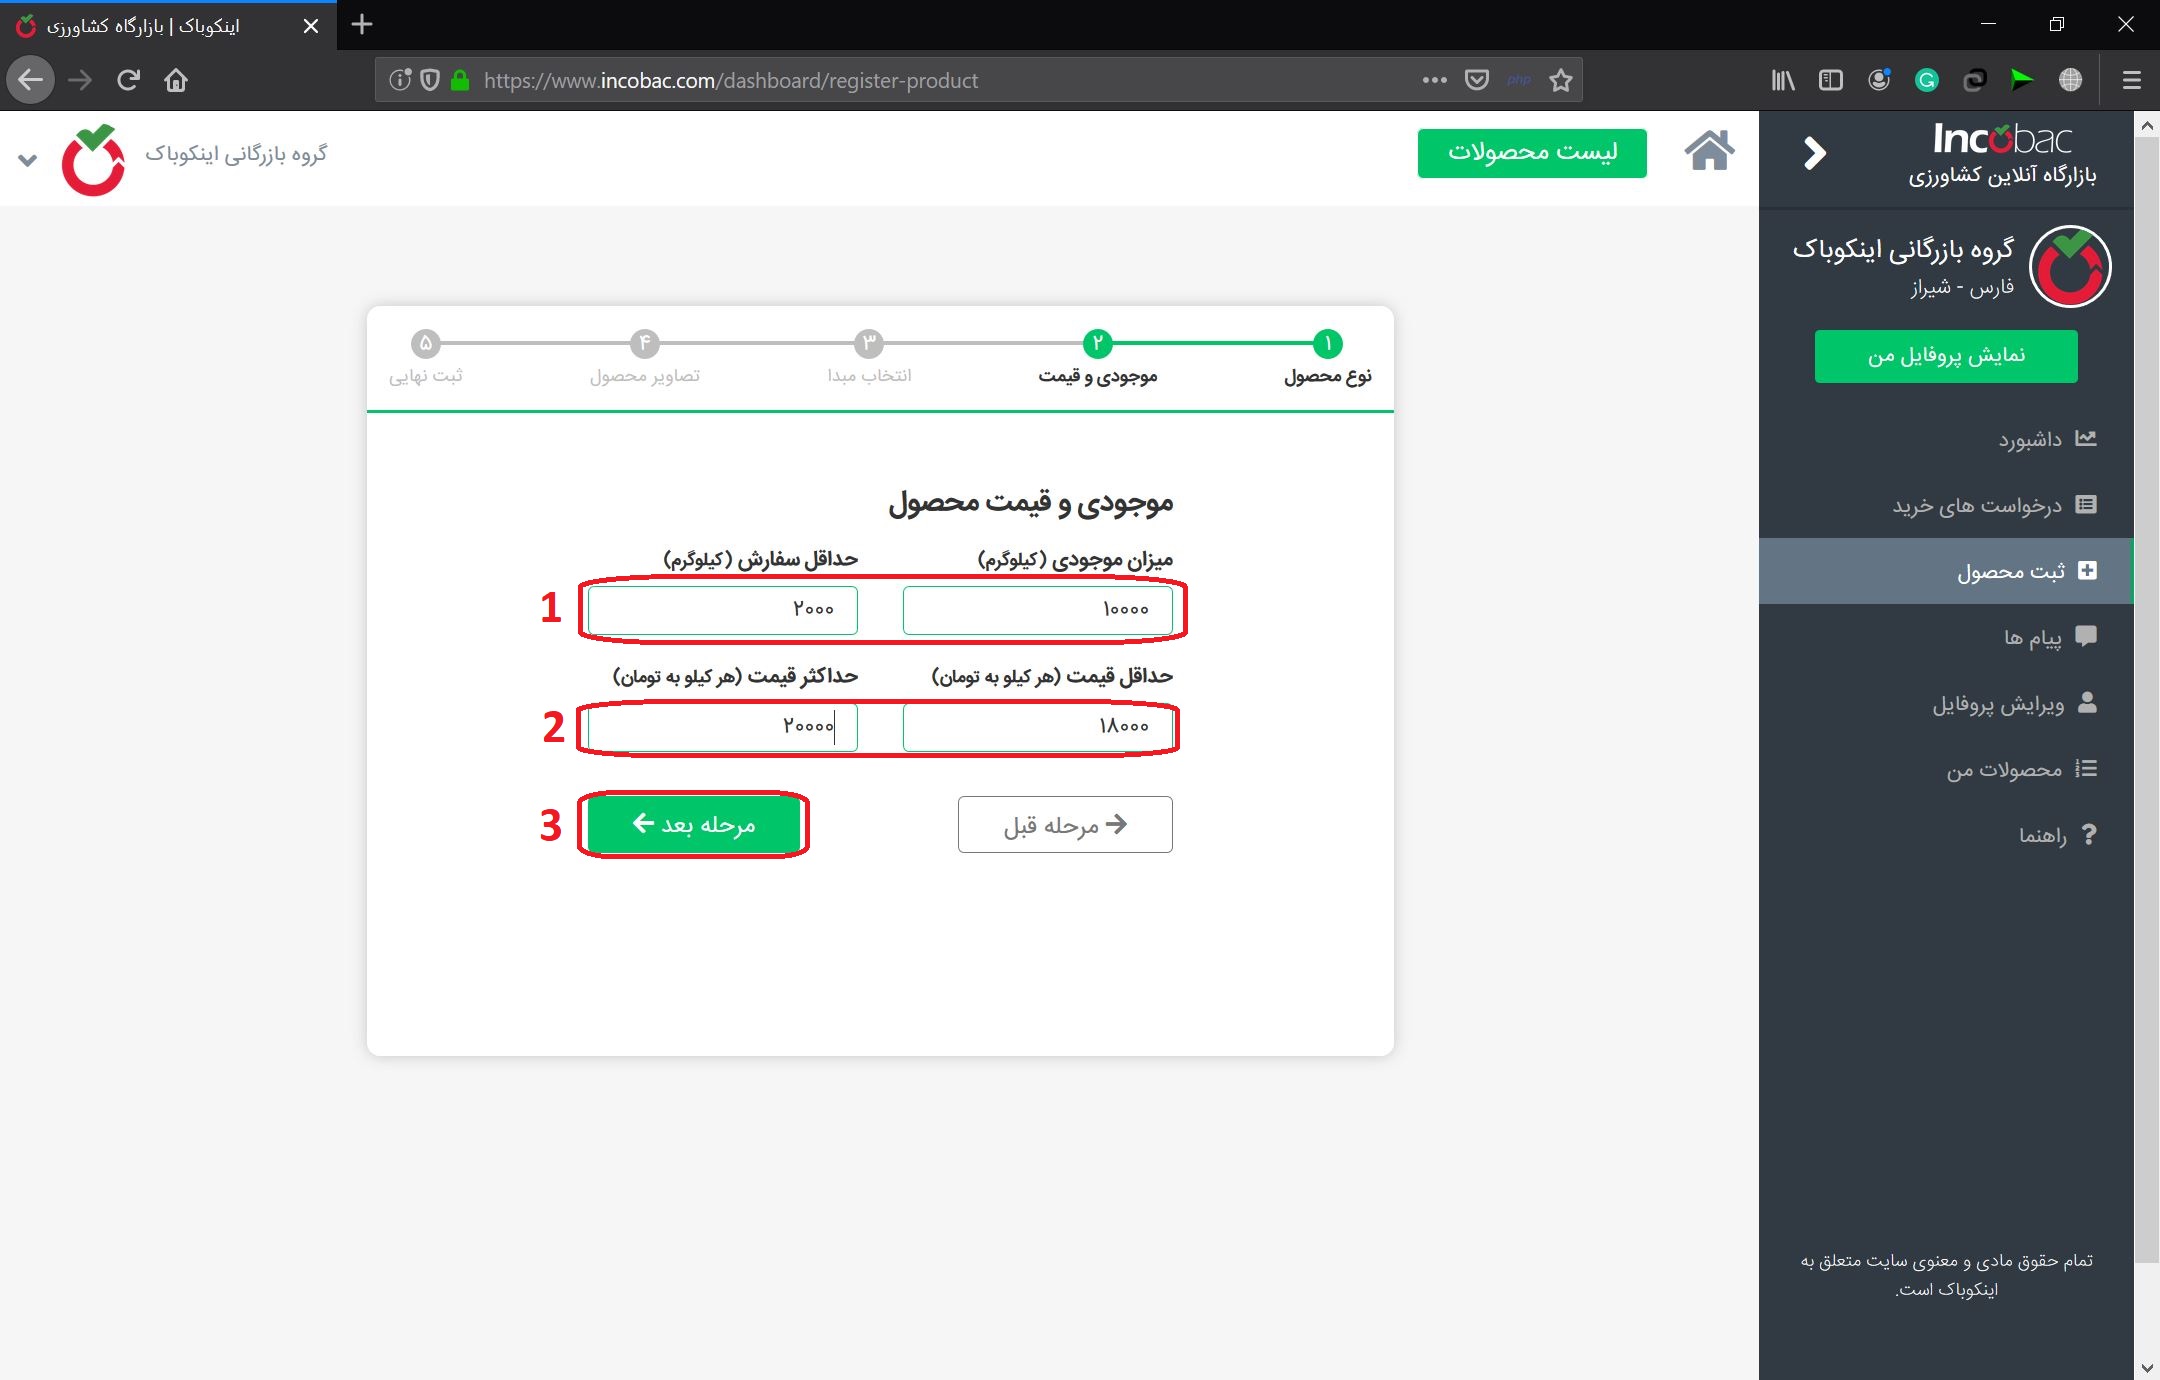 اینکوباک | بازارگاه کشاورزی
https://www.incobac.com/dashboard/register-product
php
Incobac
بازارگاه آنلاین کشاورزی
لیست محصولات
گروه بازرگانی اینکوباک
گروه بازرگانی اینکوباک
فارس - شیراز
نمایش پروفایل من
داشبورد
درخواست های خرید
ثبت محصول
پیام ها
ویرایش پروفایل
محصولات من
راهنما
تمام حقوق مادی و معنوی سایت متعلق به
اینکوباک است.
۱ ۲ ۳ ۴ ۵
نوع محصول موجودی و قیمت انتخاب مبدا تصاویر محصول ثبت نهایی
موجودی و قیمت محصول
میزان موجودی (کیلوگرم) حداقل سفارش (کیلوگرم)
۱۰۰۰۰ ۲۰۰۰ 1
حداقل قیمت (هر کیلو به تومان) حداکثر قیمت (هر کیلو به تومان)
۱۸۰۰۰ ۲۰۰۰۰ 2
مرحله قبل مرحله بعد 3